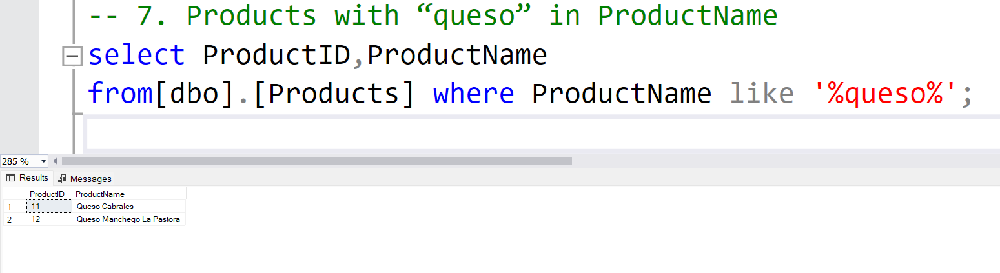 -- 7. Products with “queso” in ProductName
select ProductID,ProductName
from[dbo].[Products] where ProductName like '%queso%';
285 %
Results Messages
ProductID ProductName
1 11 Queso Cabrales
2 12 Queso Manchego La Pastora